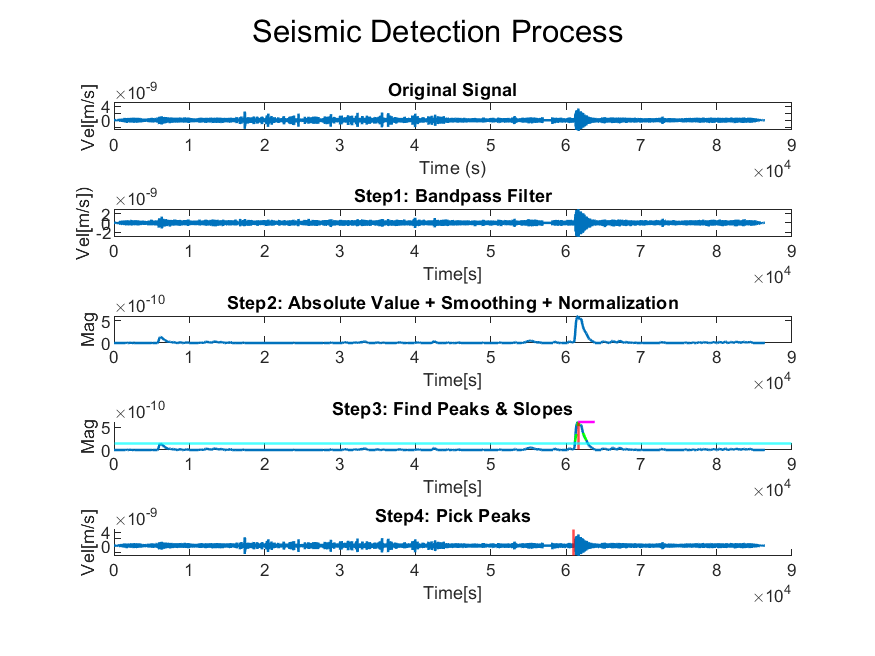 Seismic Detection Process
×10^-9
Original Signal
Vel[m/s]
4
0
0 1 2 3 4 5 6 7 8 9
Time (s)
×10^4
×10^-9
Step1: Bandpass Filter
Vel[m/s])
2
0
-2
0 1 2 3 4 5 6 7 8 9
Time[s]
×10^4
×10^-10
Step2: Absolute Value + Smoothing + Normalization
Mag
5
0
0 1 2 3 4 5 6 7 8 9
Time[s]
×10^4
×10^-10
Step3: Find Peaks & Slopes
Mag
5
0
0 1 2 3 4 5 6 7 8 9
Time[s]
×10^4
×10^-9
Step4: Pick Peaks
Vel[m/s]
4
0
0 1 2 3 4 5 6 7 8 9
Time[s]
×10^4